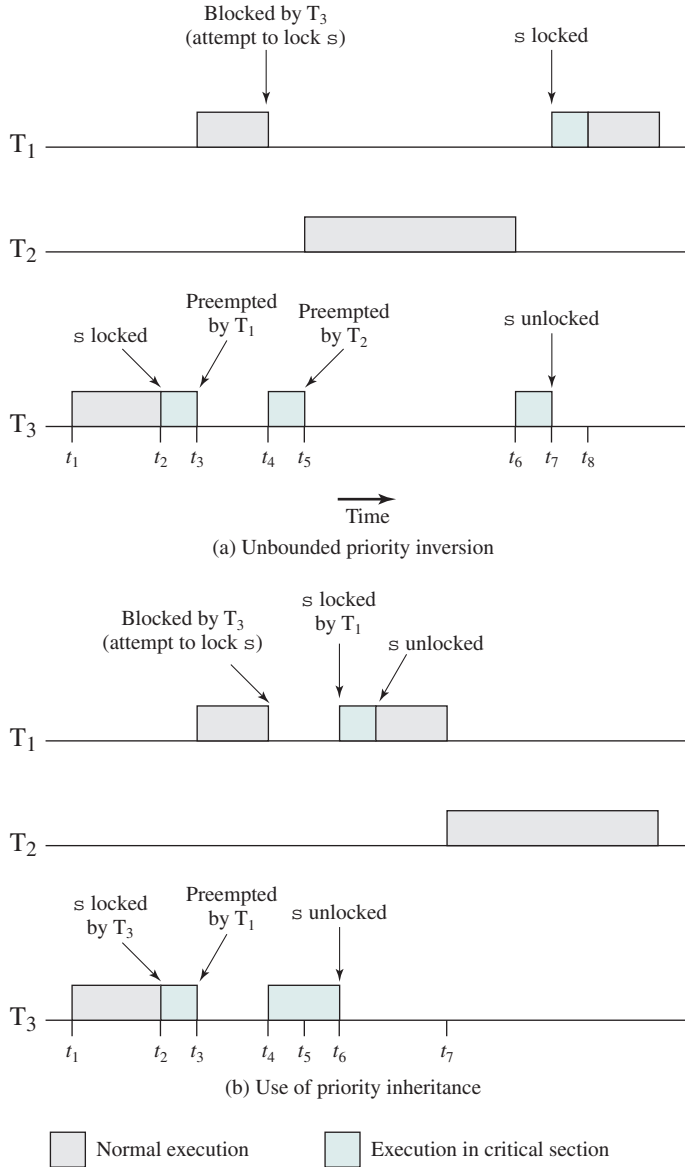 Blocked by T3
(attempt to lock s)
s locked
T1
T2
s locked
Preempted
by T1
Preempted
by T2
s unlocked
T3
t1 t2 t3 t4 t5 t6 t7 t8
Time
(a) Unbounded priority inversion
Blocked by T3
(attempt to lock s)
s locked
by T1
s unlocked
T1
T2
s locked
by T3
Preempted
by T1
s unlocked
T3
t1 t2 t3 t4 t5 t6 t7
(b) Use of priority inheritance
Normal execution
Execution in critical section